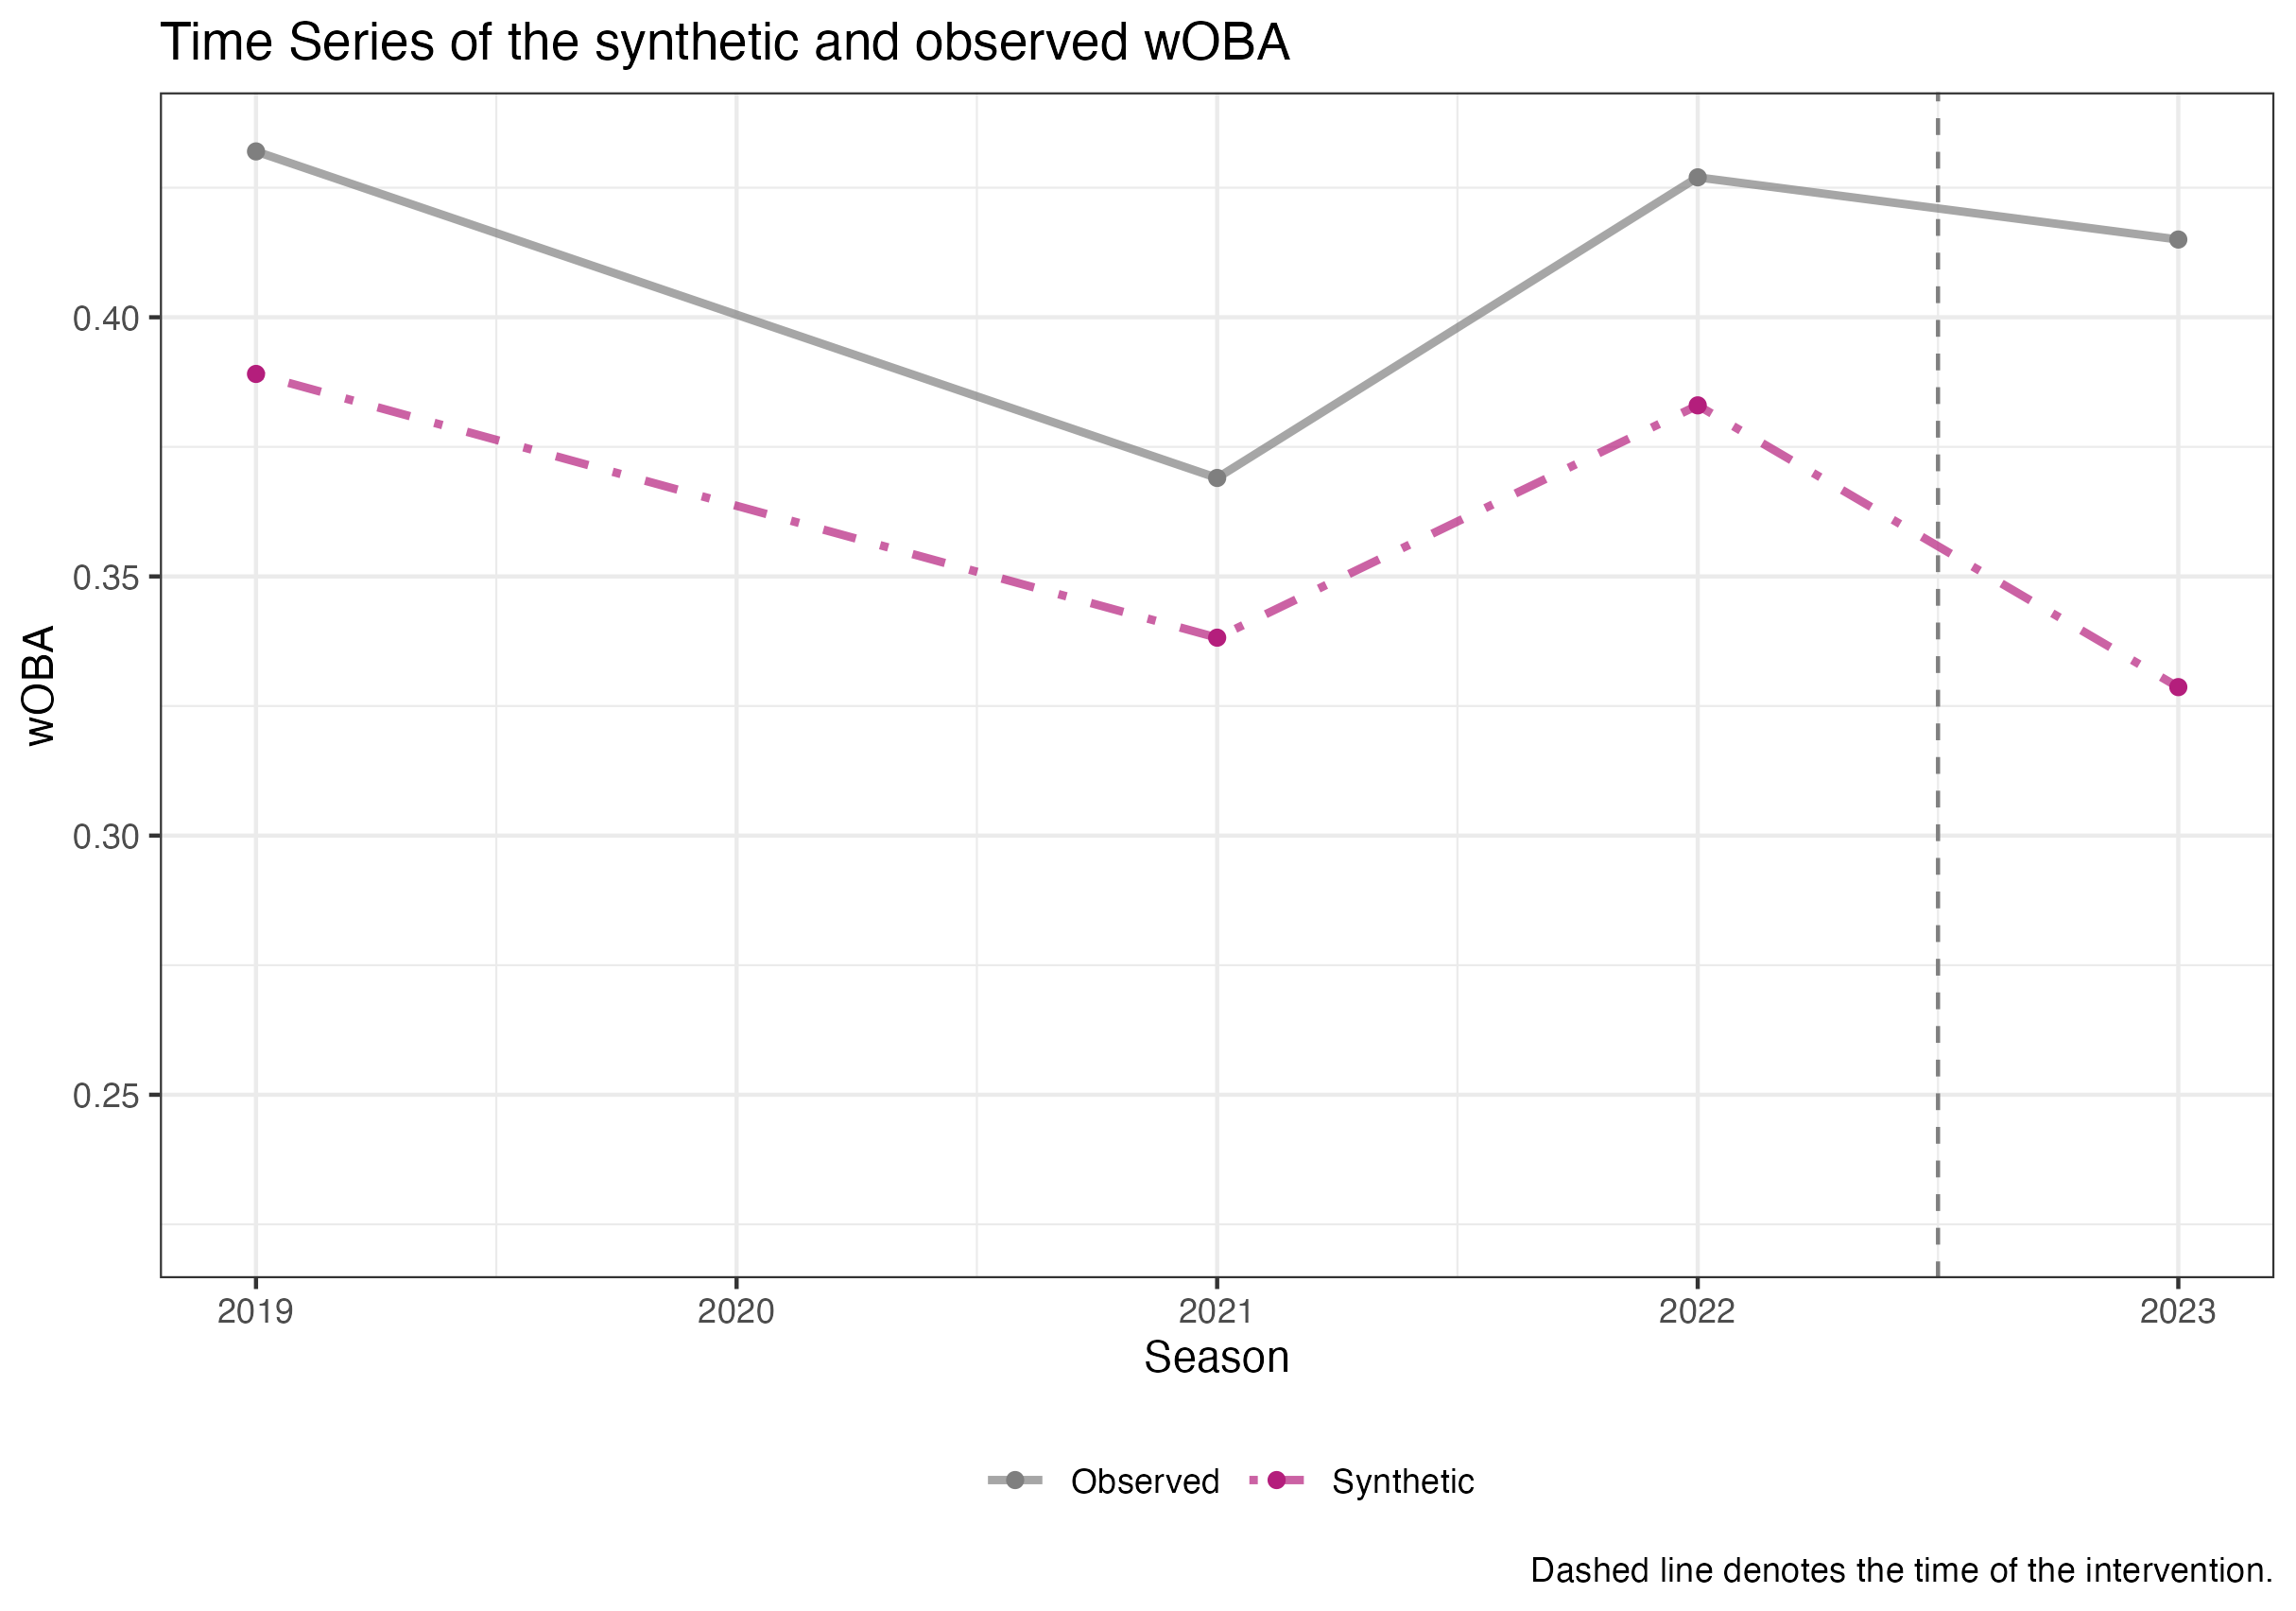 Time Series of the synthetic and observed wOBA
wOBA
0.40
0.35
0.30
0.25
2019 2020 2021 2022 2023
Season
Observed Synthetic
Dashed line denotes the time of the intervention.